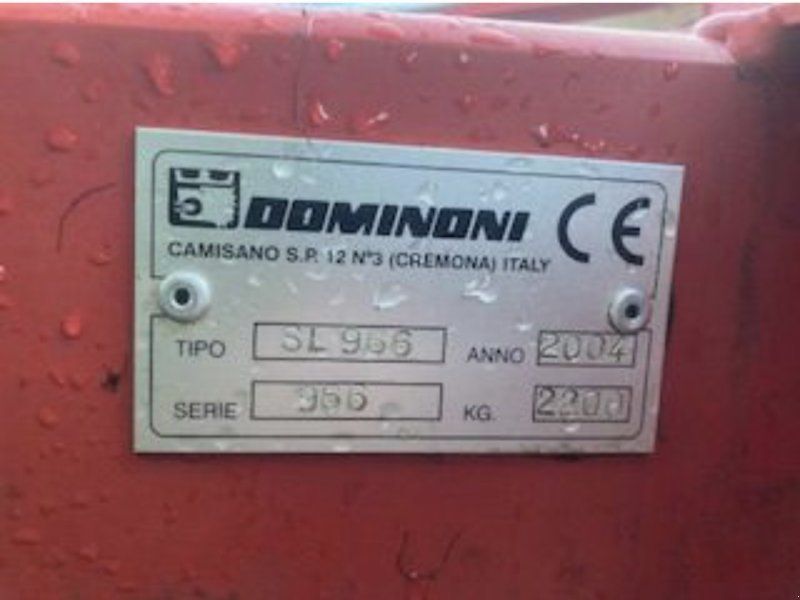 DOMINONI CE
CAMISANO S.P. 12 N°3 (CREMONA) ITALY
TIPO SL 966 ANNO 2004
SERIE 966 KG. 2200